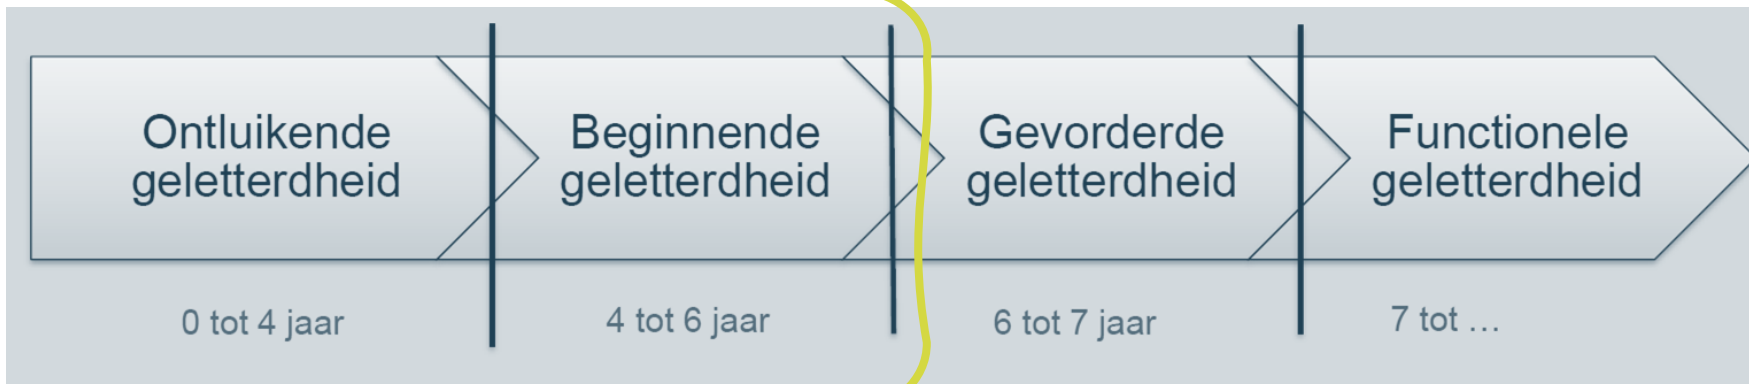 Ontluikende
geletterdheid
Beginnende
geletterdheid
Gevorderde
geletterdheid
Functionele
geletterdheid
0 tot 4 jaar
4 tot 6 jaar
6 tot 7 jaar
7 tot …